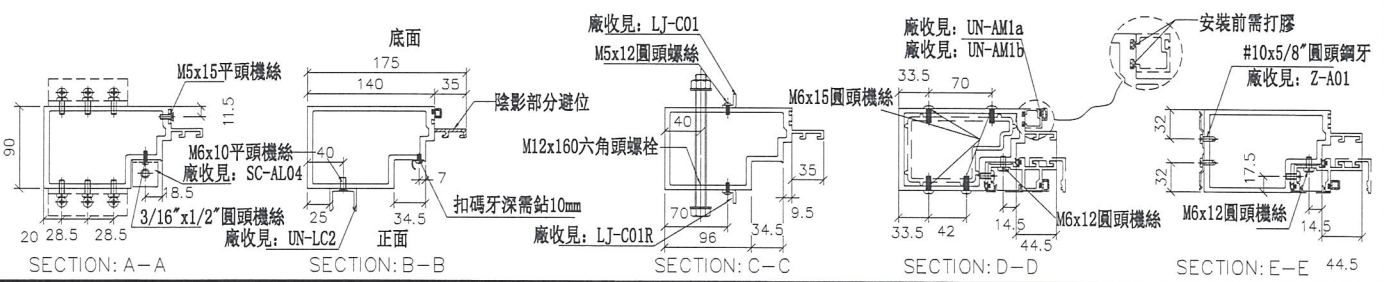 M5x15平頭機絲
11.5
90
M6x10平頭機絲
廠收見: SC-AL04
18.5
3/16"x1/2"圓頭機絲
20
28.5
28.5
SECTION: A-A
底面
175
140
35
陰影部分避位
40
7
25
34.5
扣碼牙深需鉆10mm
廠收見: UN-LC2
正面
SECTION: B-B
廠收見: LJ-C01
M5x12圓頭螺絲
40
M12x160六角頭螺栓
35
9.5
70
34.5
96
廠收見: LJ-C01R
SECTION: C-C
廠收見: UN-AM1a
廠收見: UN-AM1b
33.5
70
M6x15圓頭機絲
14.5
33.5
42
M6x12圓頭機絲
44.5
SECTION: D-D
安裝前需打膠
#10x5/8"圓頭鋼牙
廠收見: Z-A01
32
32
17.5
M6x12圓頭機絲
14.5
SECTION: E-E
44.5